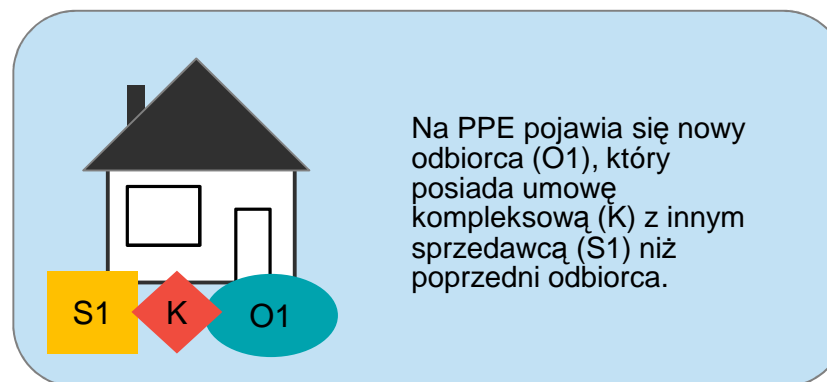 Na PPE pojawia się nowy
odbiorca (O1), który
posiada umowę
kompleksową (K) z innym
sprzedawcą (S1) niż
poprzedni odbiorca.
S1 K O1